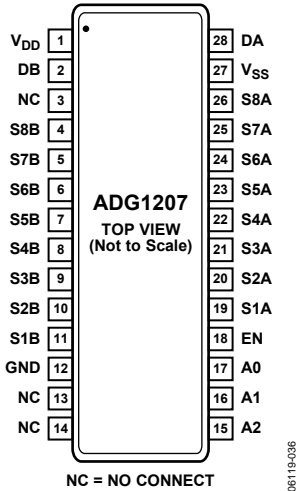 VDD 1 28 DA
DB 2 27 VSS
NC 3 26 S8A
S8B 4 25 S7A
S7B 5 24 S6A
S6B 6 23 S5A
S5B 7 22 S4A
S4B 8 21 S3A
S3B 9 20 S2A
S2B 10 19 S1A
S1B 11 18 EN
GND 12 17 A0
NC 13 16 A1
NC 14 15 A2
ADG1207
TOP VIEW
(Not to Scale)
NC = NO CONNECT
06119-036